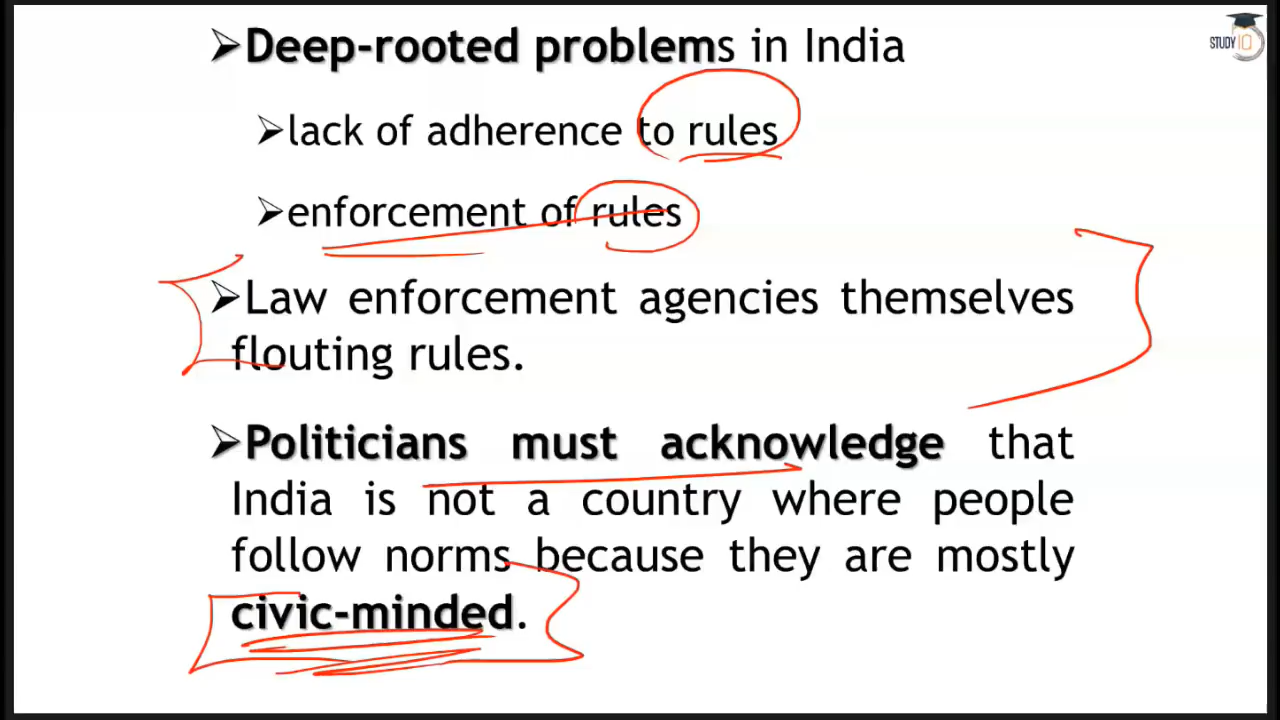 ➢Deep-rooted problems in India
STUDY IQ
➢lack of adherence to rules
➢enforcement of rules
➢Law enforcement agencies themselves
flouting rules.
➢Politicians must acknowledge that
India is not a country where people
follow norms because they are mostly
civic-minded.